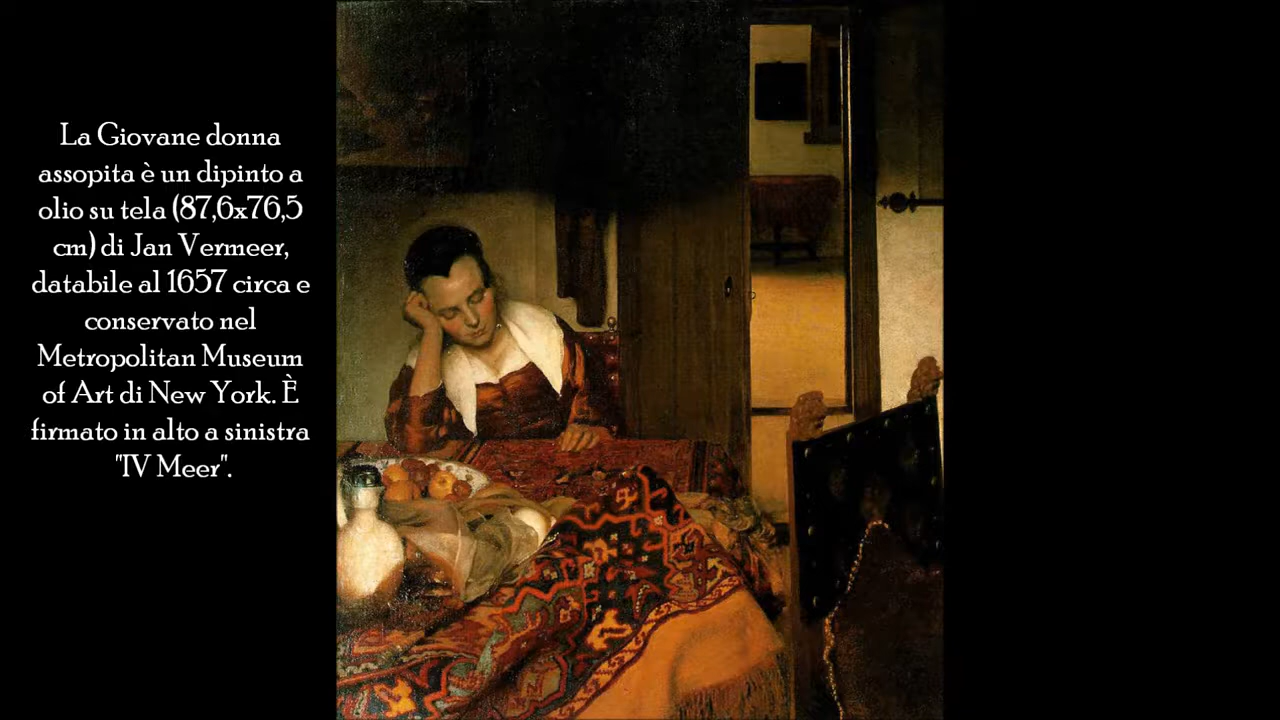 La Giovane donna
assopita è un dipinto a
olio su tela (87,6x76,5
cm) di Jan Vermeer,
databile al 1657 circa e
conservato nel
Metropolitan Museum
of Art di New York. È
firmato in alto a sinistra
"IV Meer".